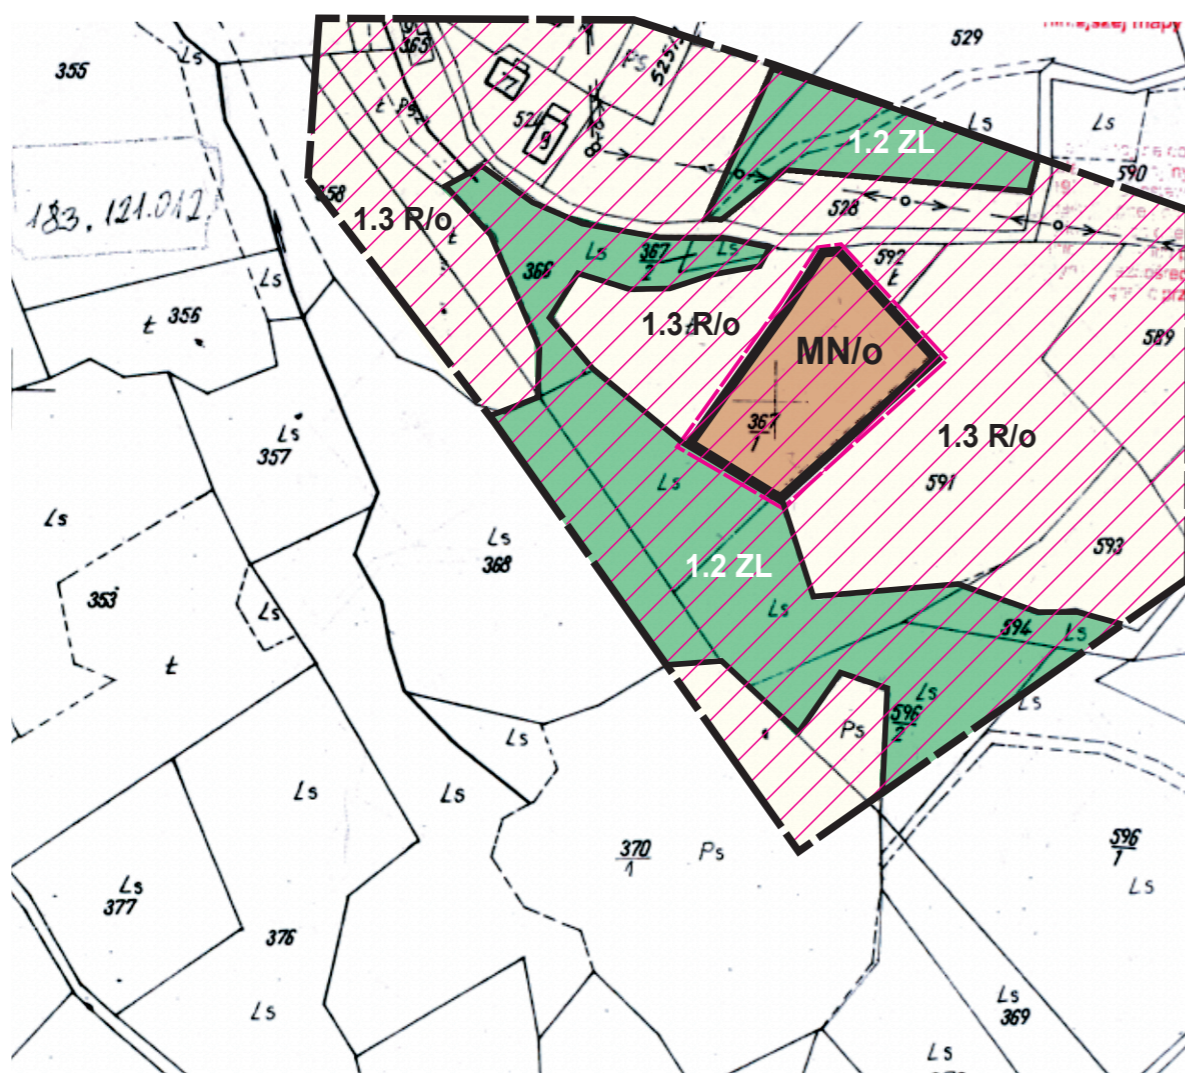 365
529
niniejszej mapy
355
Ls
Ps
525/
7
t
Ps
524
9
Ls
Ls
1.2 ZL
590
183.121.012
358
1.3 R/o
t
528
Ls
367/2
Ls
592
t
366
Ls
t 356
1.3 R/o
MN/o
589
367/1
1.3 R/o
Ls
357
Ls
591
Ls
Ls
368
593
1.2 ZL
353
Ls
Ls
594
Ls
t
Ls
596/2
Ls
Ps
Ls
Ls
Ls
370/1
Ps
596/1
Ls
Ls
377
376
Ls
Ls
369
Ls